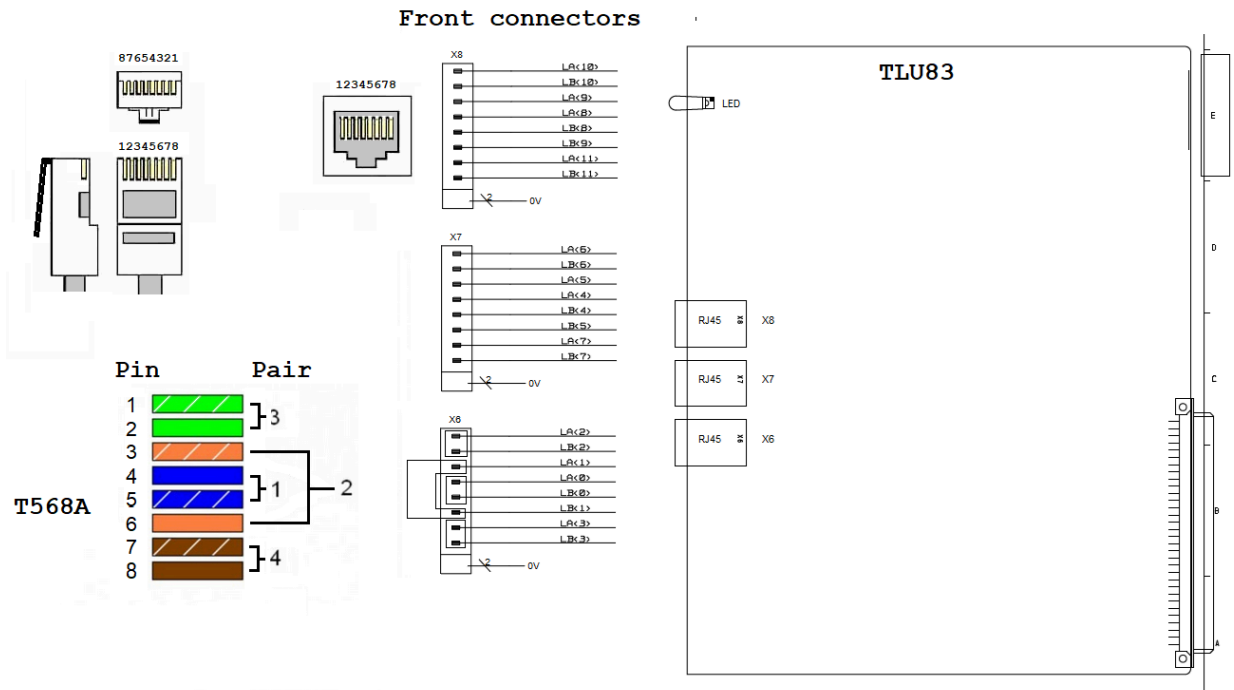 Front connectors
87654321
12345678
12345678
X8
LA<10>
LB<10>
LA<9>
LA<8>
LB<8>
LB<9>
LA<11>
LB<11>
2
0V
X7
LA<6>
LB<6>
LA<5>
LA<4>
LB<4>
LB<5>
LA<7>
LB<7>
2
0V
X6
LA<2>
LB<2>
LA<1>
LA<0>
LB<0>
LB<1>
LA<3>
LB<3>
2
0V
Pin Pair
1
2
3
4
5
6
7
8
3
1
2
4
T568A
TLU83
LED
RJ45 X8 X8
RJ45 X7 X7
RJ45 X6 X6
E
D
C
B
A